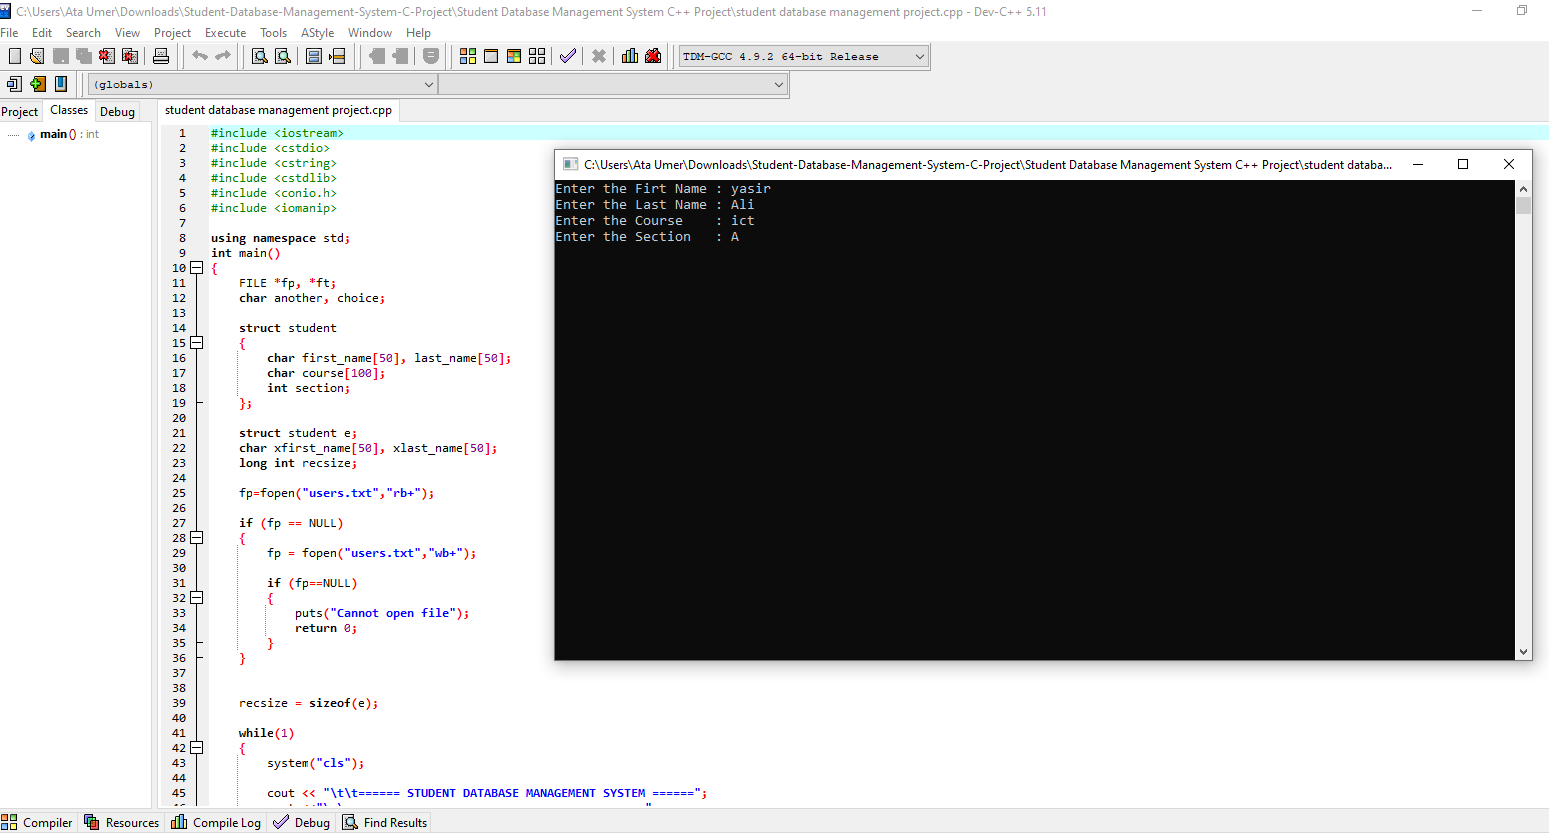 C:\Users\Ata Umer\Downloads\Student-Database-Management-System-C-Project\Student Database Management System C++ Project\student database management project.cpp - Dev-C++ 5.11
File Edit Search View Project Execute Tools AStyle Window Help
TDM-GCC 4.9.2 64-bit Release
(globals)
Project Classes Debug
student database management project.cpp
main () : int
1 #include <iostream>
2 #include <cstdio>
3 #include <cstring>
4 #include <cstdlib>
5 #include <conio.h>
6 #include <iomanip>
7
8 using namespace std;
9 int main()
10 {
11 FILE *fp, *ft;
12 char another, choice;
13
14 struct student
15 {
16 char first_name[50], last_name[50];
17 char course[100];
18 int section;
19 };
20
21 struct student e;
22 char xfirst_name[50], xlast_name[50];
23 long int recsize;
24
25 fp=fopen("users.txt","rb+");
26
27 if (fp == NULL)
28 {
29 fp = fopen("users.txt","wb+");
30
31 if (fp==NULL)
32 {
33 puts("Cannot open file");
34 return 0;
35 }
36 }
37
38
39 recsize = sizeof(e);
40
41 while(1)
42 {
43 system("cls");
44
45 cout << "\t\t====== STUDENT DATABASE MANAGEMENT SYSTEM ======";
C:\Users\Ata Umer\Downloads\Student-Database-Management-System-C-Project\Student Database Management System C++ Project\student databa...
Enter the Firt Name : yasir
Enter the Last Name : Ali
Enter the Course : ict
Enter the Section : A
Compiler Resources Compile Log Debug Find Results